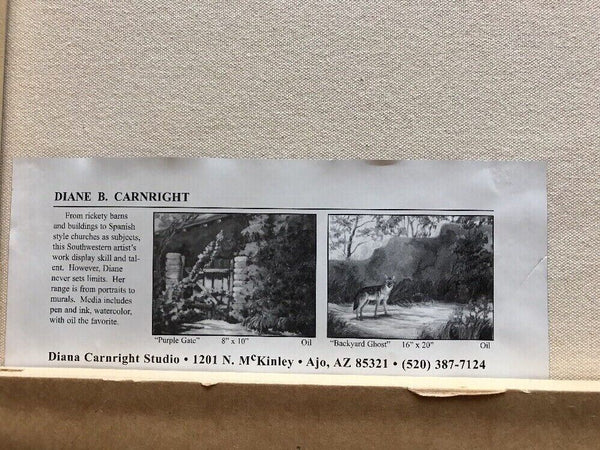 DIANE B. CARNRIGHT
From rickety barns
and buildings to Spanish
style churches as subjects,
this Southwestern artist's
work display skill and tal-
ent. However, Diane
never sets limits. Her
range is from portraits to
murals. Media includes
pen and ink, watercolor,
with oil the favorite.
"Purple Gate" 8" x 10" Oil
"Backyard Ghost" 16" x 20" Oil
Diana Carnright Studio • 1201 N. McKinley • Ajo, AZ 85321 • (520) 387-7124